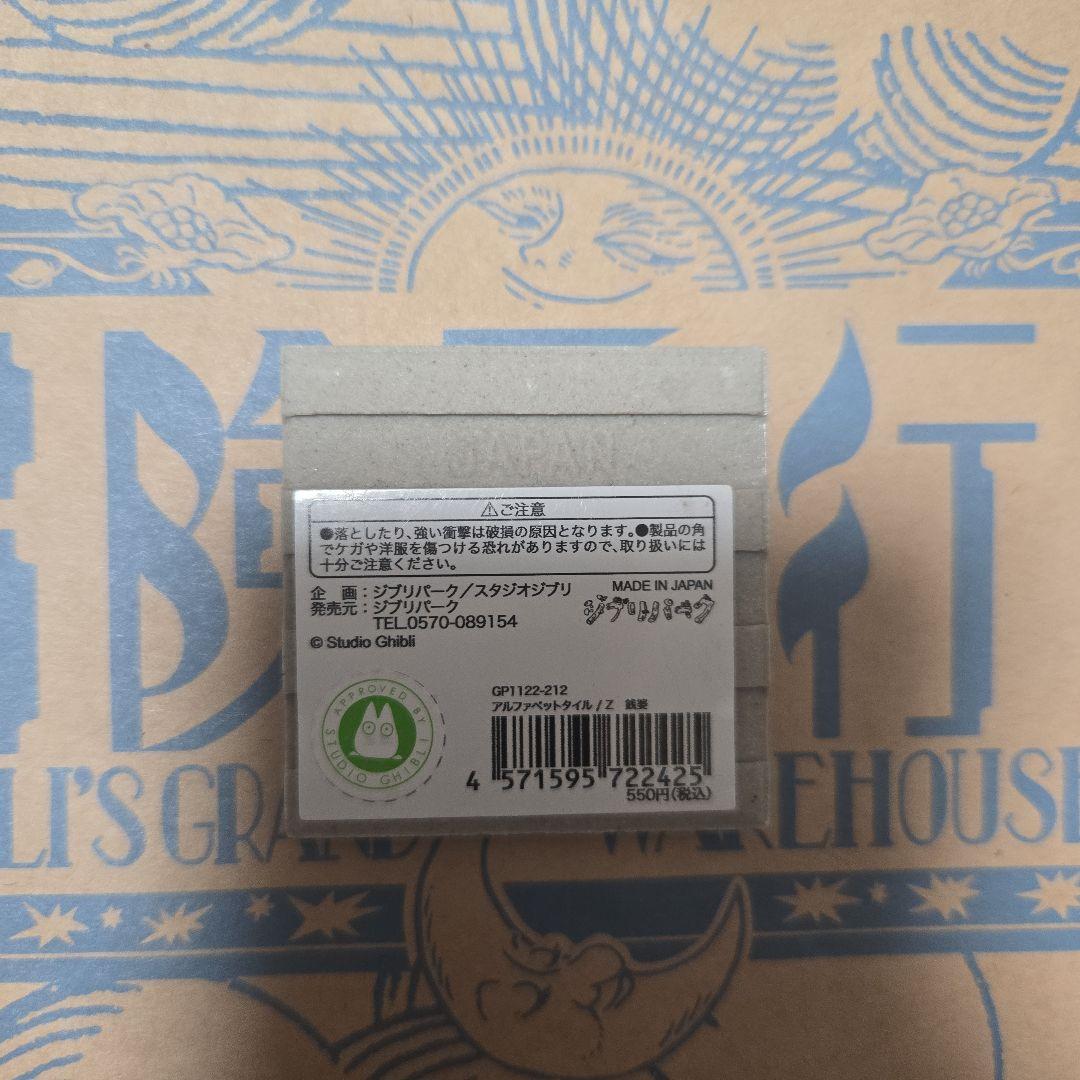 ⚠ご注意
●落としたり、強い衝撃は破損の原因となります。●製品の角
でケガや洋服を傷つける恐れがありますので、取り扱いには
十分ご注意ください。
企　画：ジブリパーク／スタジオジブリ
発売元：ジブリパーク
TEL.0570-089154
© Studio Ghibli
MADE IN JAPAN
ジブリパーク
APPROVED BY
STUDIO GHIBLI
GP1122-212
アルファベットタイル / Z　銭婆
4 571595 722425
550円(税込)
LI'S GRAND WAREHOUSE